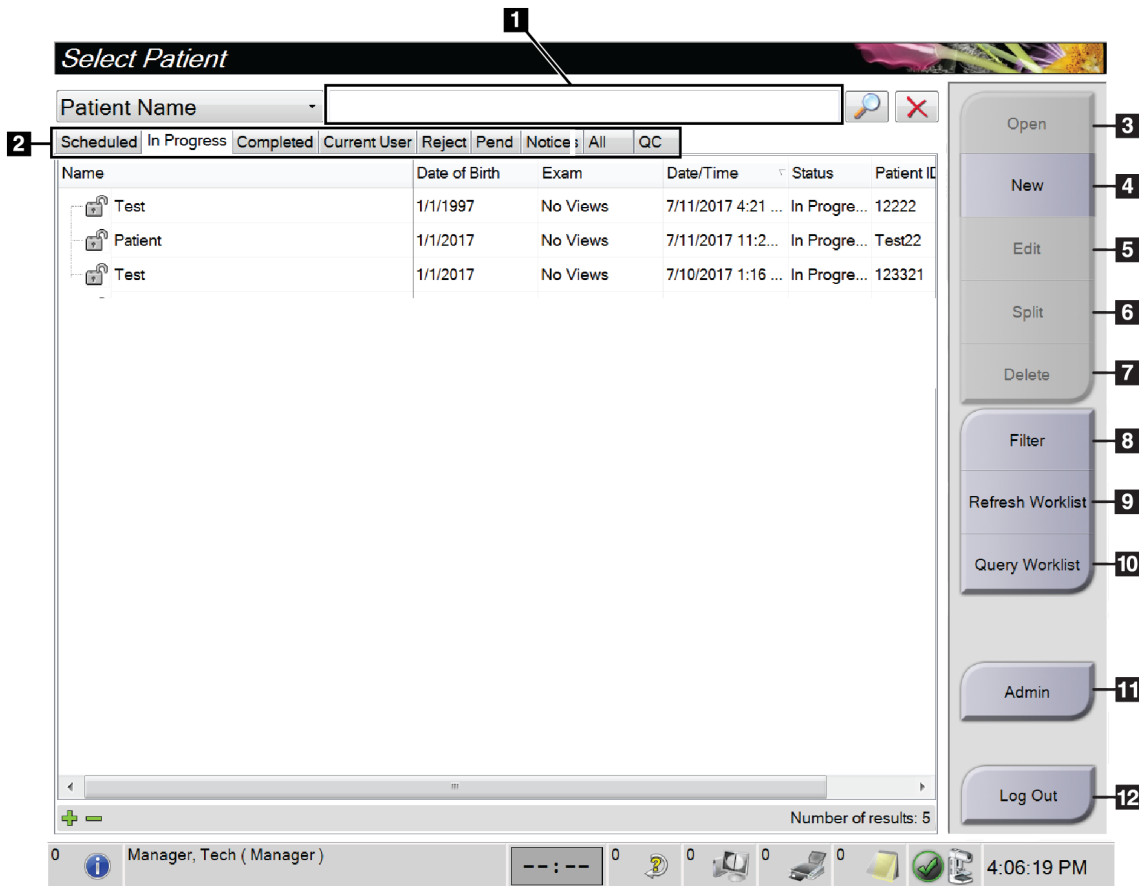 1
Select Patient
Patient Name
2
Scheduled In Progress Completed Current User Reject Pend Notices All QC
Name Date of Birth Exam Date/Time Status Patient ID
Test 1/1/1997 No Views 7/11/2017 4:21 ... In Progre... 12222
Patient 1/1/2017 No Views 7/11/2017 11:2... In Progre... Test22
Test 1/1/2017 No Views 7/10/2017 1:16 ... In Progre... 123321
Number of results: 5
Open 3
New 4
Edit 5
Split 6
Delete 7
Filter 8
Refresh Worklist 9
Query Worklist 10
Admin 11
Log Out 12
0 Manager, Tech ( Manager ) --:-- 0 0 0 0 4:06:19 PM